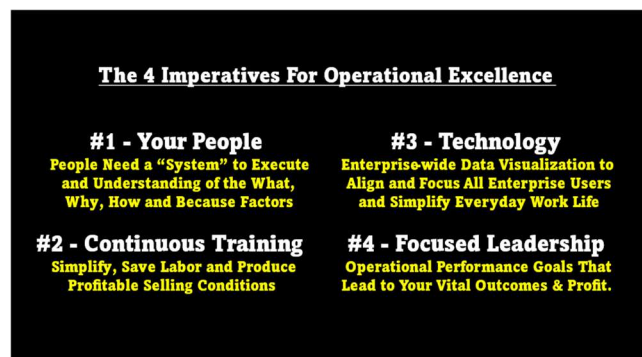 The 4 Imperatives For Operational Excellence
#1 - Your People
People Need a “System” to Execute
and Understanding of the What,
Why, How and Because Factors
#2 - Continuous Training
Simplify, Save Labor and Produce
Profitable Selling Conditions
#3 - Technology
Enterprise-wide Data Visualization to
Align and Focus All Enterprise Users
and Simplify Everyday Work Life
#4 - Focused Leadership
Operational Performance Goals That
Lead to Your Vital Outcomes & Profit.